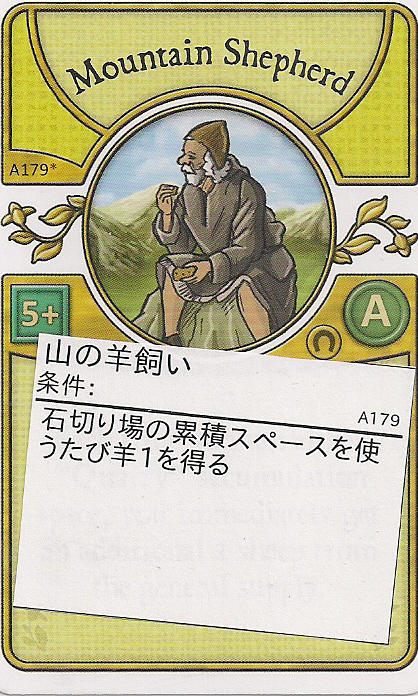 Mountain Shepherd
A179*
5+
A
山の羊飼い
条件:
A179
石切り場の累積スペースを使
うたび羊1を得る